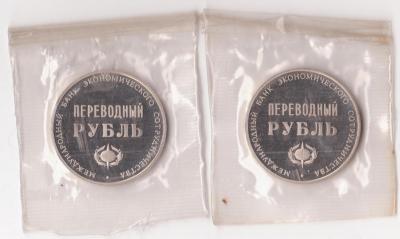 МЕЖДУНАРОДНЫЙ БАНК ЭКОНОМИЧЕСКОГО СОТРУДНИЧЕСТВА
ПЕРЕВОДНЫЙ
РУБЛЬ
МЕЖДУНАРОДНЫЙ БАНК ЭКОНОМИЧЕСКОГО СОТРУДНИЧЕСТВА
ПЕРЕВОДНЫЙ
РУБЛЬ